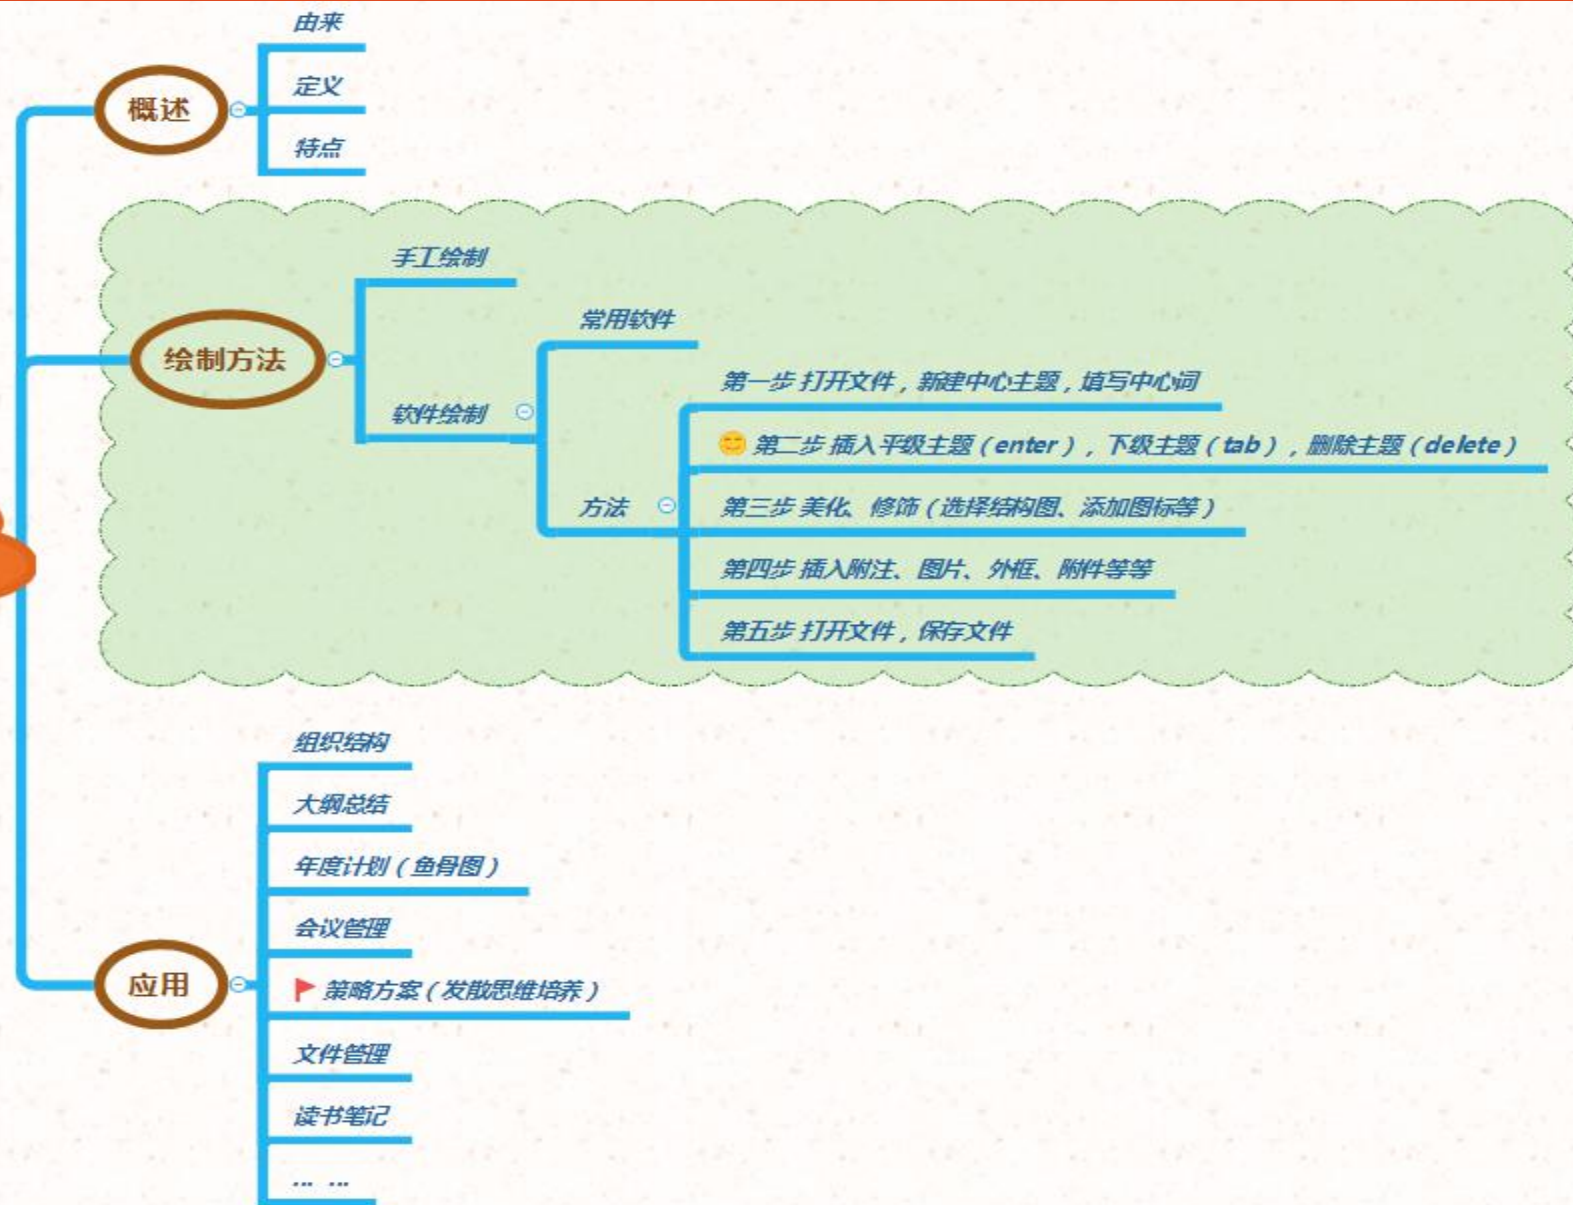 由来
概述
定义
特点
手工绘制
绘制方法
软件绘制
常用软件
方法
第一步 打开文件，新建中心主题，填写中心词
第二步 插入平级主题（enter），下级主题（tab），删除主题（delete）
第三步 美化、修饰（选择结构图、添加图标等）
第四步 插入附注、图片、外框、附件等等
第五步 打开文件，保存文件
应用
组织结构
大纲总结
年度计划（鱼骨图）
会议管理
策略方案（发散思维培养）
文件管理
读书笔记
... ...